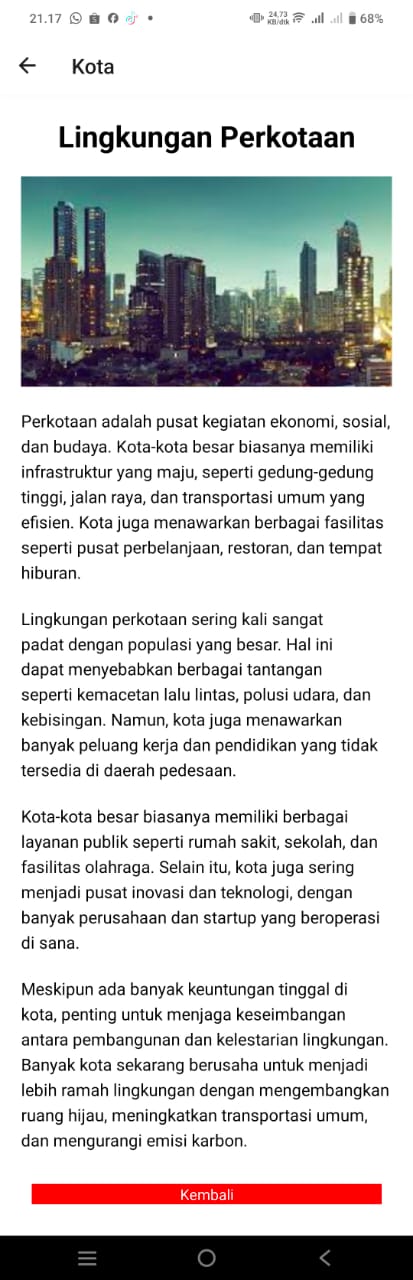 21.17
24,73
KB/dtk
68%
Kota
Lingkungan Perkotaan
Perkotaan adalah pusat kegiatan ekonomi, sosial,
dan budaya. Kota-kota besar biasanya memiliki
infrastruktur yang maju, seperti gedung-gedung
tinggi, jalan raya, dan transportasi umum yang
efisien. Kota juga menawarkan berbagai fasilitas
seperti pusat perbelanjaan, restoran, dan tempat
hiburan.
Lingkungan perkotaan sering kali sangat
padat dengan populasi yang besar. Hal ini
dapat menyebabkan berbagai tantangan
seperti kemacetan lalu lintas, polusi udara, dan
kebisingan. Namun, kota juga menawarkan
banyak peluang kerja dan pendidikan yang tidak
tersedia di daerah pedesaan.
Kota-kota besar biasanya memiliki berbagai
layanan publik seperti rumah sakit, sekolah, dan
fasilitas olahraga. Selain itu, kota juga sering
menjadi pusat inovasi dan teknologi, dengan
banyak perusahaan dan startup yang beroperasi
di sana.
Meskipun ada banyak keuntungan tinggal di
kota, penting untuk menjaga keseimbangan
antara pembangunan dan kelestarian lingkungan.
Banyak kota sekarang berusaha untuk menjadi
lebih ramah lingkungan dengan mengembangkan
ruang hijau, meningkatkan transportasi umum,
dan mengurangi emisi karbon.
Kembali